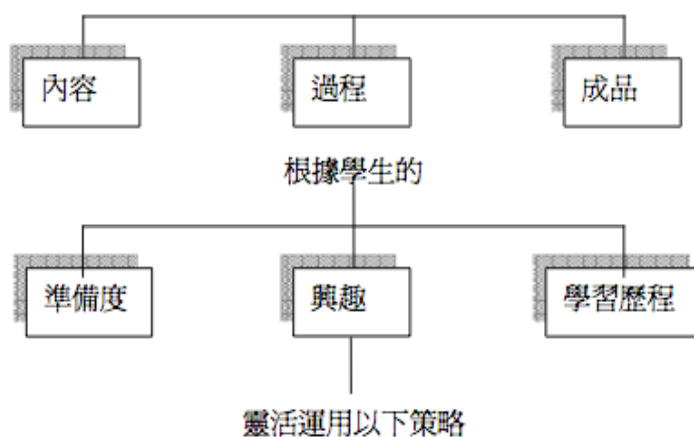 內容
過程
成品
根據學生的
準備度
興趣
學習歷程
靈活運用以下策略